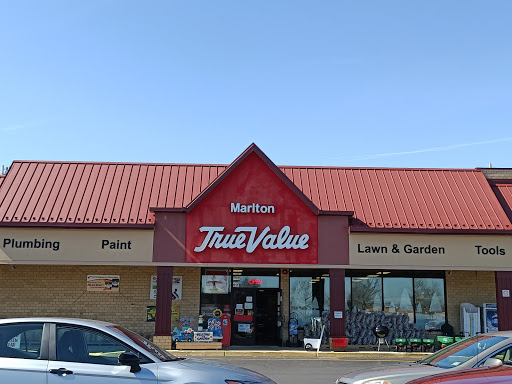 Marlton
True Value
Plumbing Paint
Lawn & Garden Tools